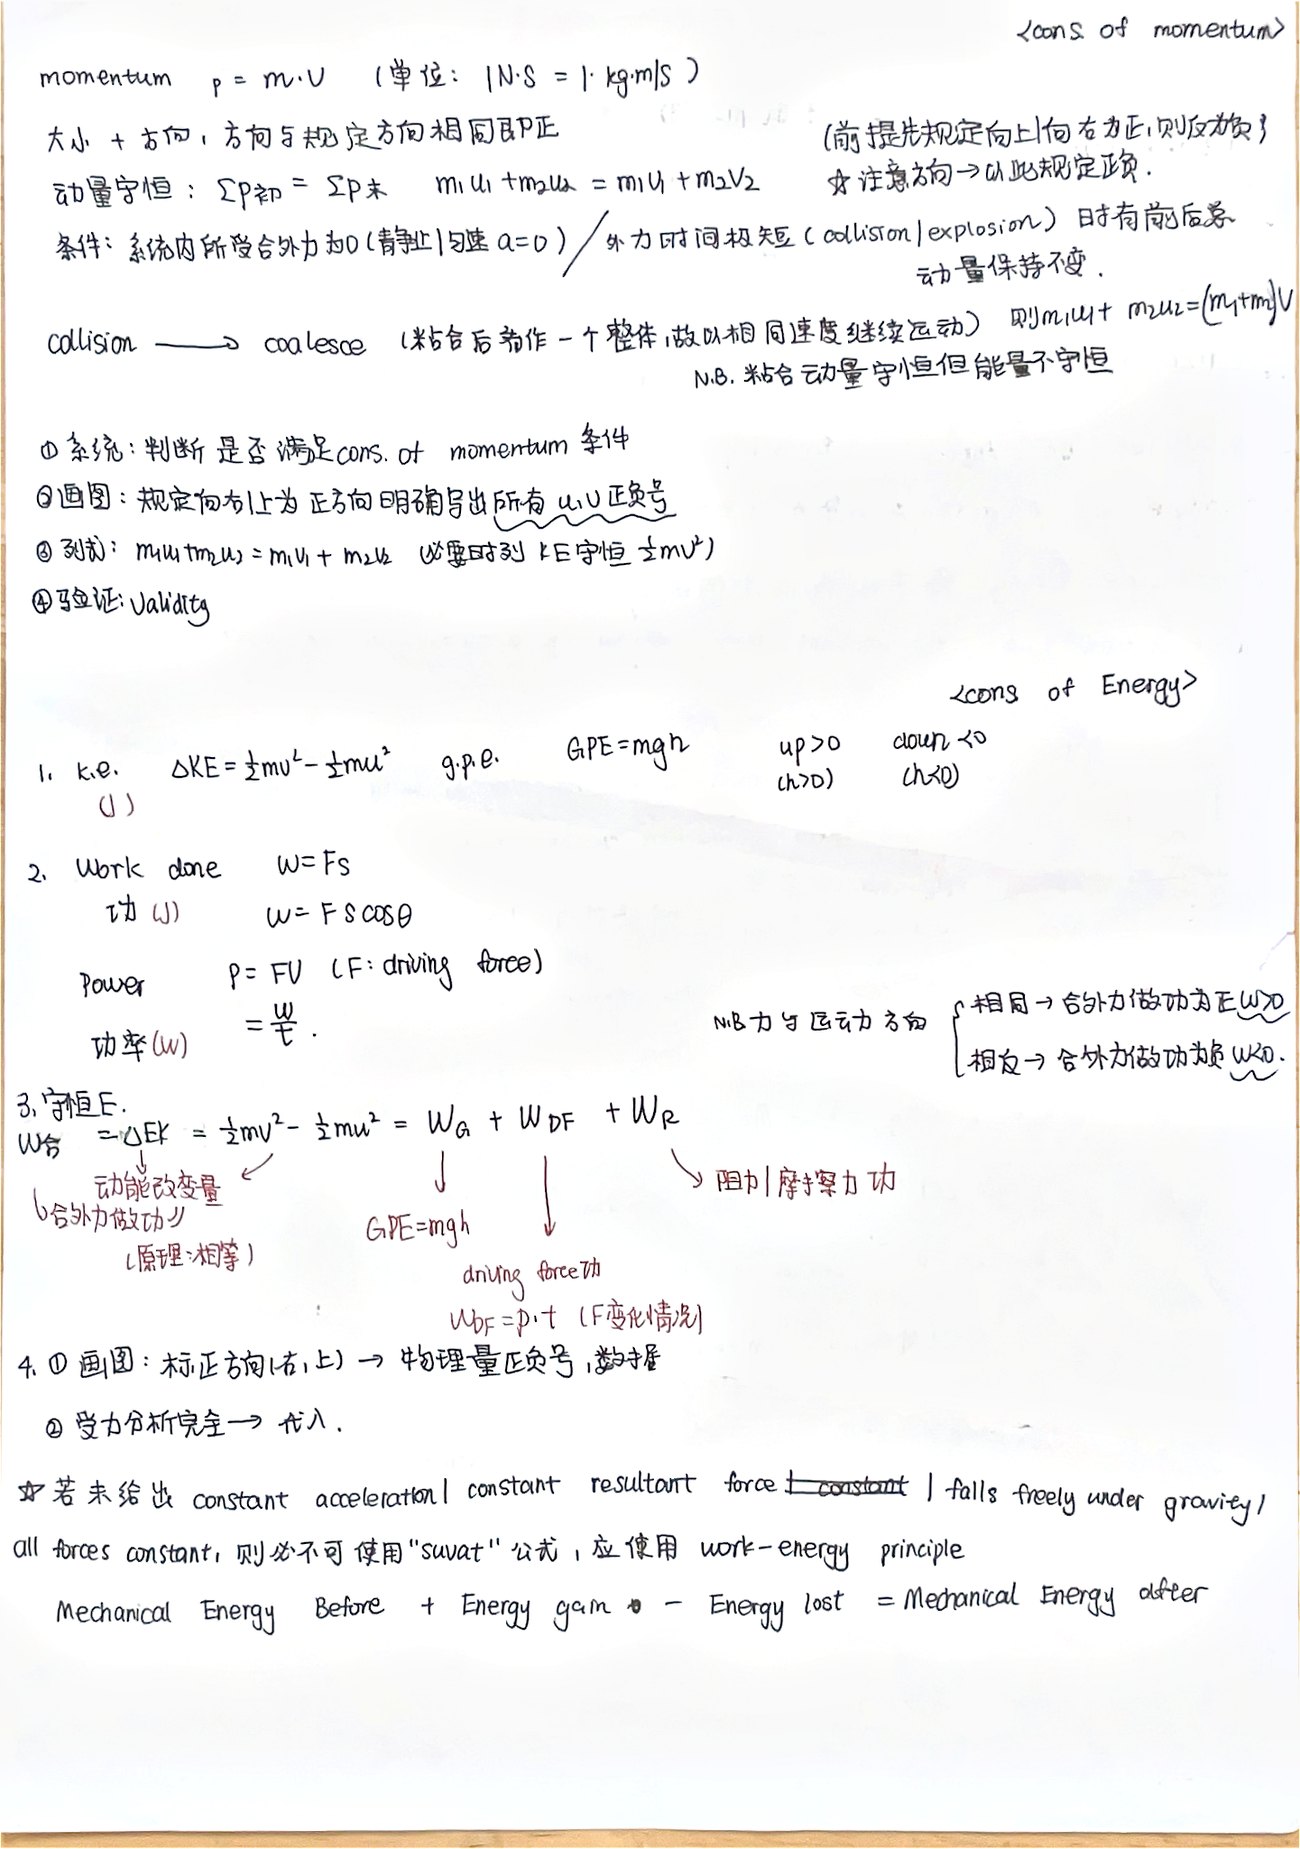 <cons of momentum>
momentum p = m·v (单位: 1N·S = 1·kg·m/s )
大小 + 方向, 方向与规定方向相同即P正 (前提先规定向上|向右为正,则反为负)
动量守恒: ΣP初 = ΣP末 m₁u₁+m₂u₂ = m₁v₁+m₂v₂ ☆ 注意方向→以此规定正负.
条件: 系统内所受合外力为0(静止|匀速 a=0) / 外力时间极短(collision|explosion) 时有前后总
动量保持不变.
collision → coalesce (粘合后看作一个整体,故以相同速度继续运动) 则m₁u₁+ m₂u₂=(m₁+m₂)V
N.B. 粘合动量守恒但能量不守恒
① 系统: 判断是否满足cons. of momentum 条件
②画图: 规定向右|上为正方向明确写出所有 u,v 正负号
③ 列式: m₁u₁+m₂u₂ = m₁v₁ + m₂v₂ (必要时列 KE守恒 ½mv²)
④验证: Validity
<cons of Energy>
1. k.e. ΔKE = ½mv² − ½mu² g.p.e. GPE=mgh up>0 down <0
(J) (h>0) (h<0)
2. Work done W=Fs
功 (J) W= F S cosθ
Power P= FV (F: driving force)
功率(W) = W/t .
N.B 力与运动方向 { 相同→ 合外力做功为正W>0
相反→ 合外力做功为负W<0.
3. 守恒E.
W合 = ΔEK = ½mv² − ½mu² = WG + WDF + WR
动能改变量 阻力|摩擦力功
合外力做功 GPE=mgh
(原理:相等)
driving force功
WDF =P·t (F变化情况)
4. ① 画图: 标正方向(右,上) → 物理量正负号,数据
② 受力分析完全→ 代入.
☆ 若未给出 constant acceleration| constant resultant force | constant | falls freely under gravity/
all forces constant, 则必不可使用"suvat"公式, 应使用 work-energy principle
Mechanical Energy Before + Energy gain − Energy lost = Mechanical Energy after